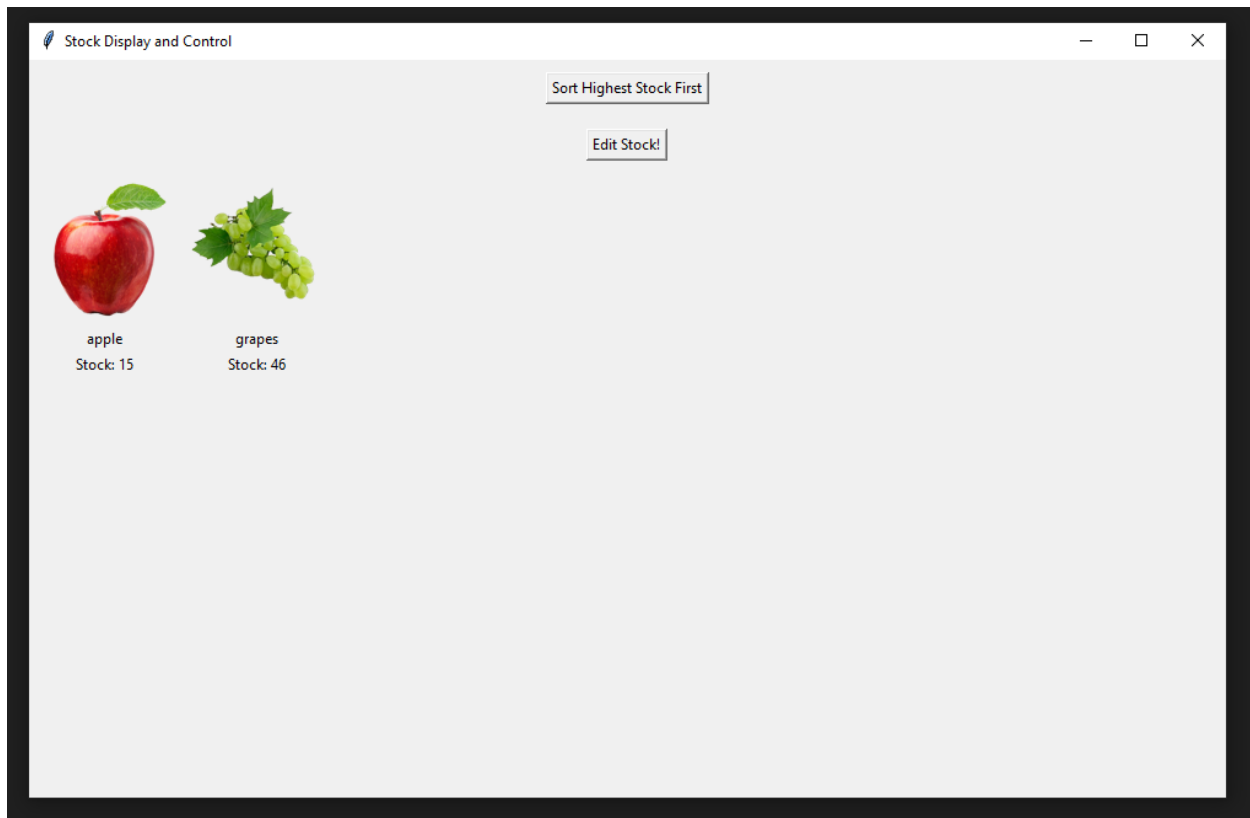 Stock Display and Control
Sort Highest Stock First
Edit Stock!
apple grapes
Stock: 15 Stock: 46